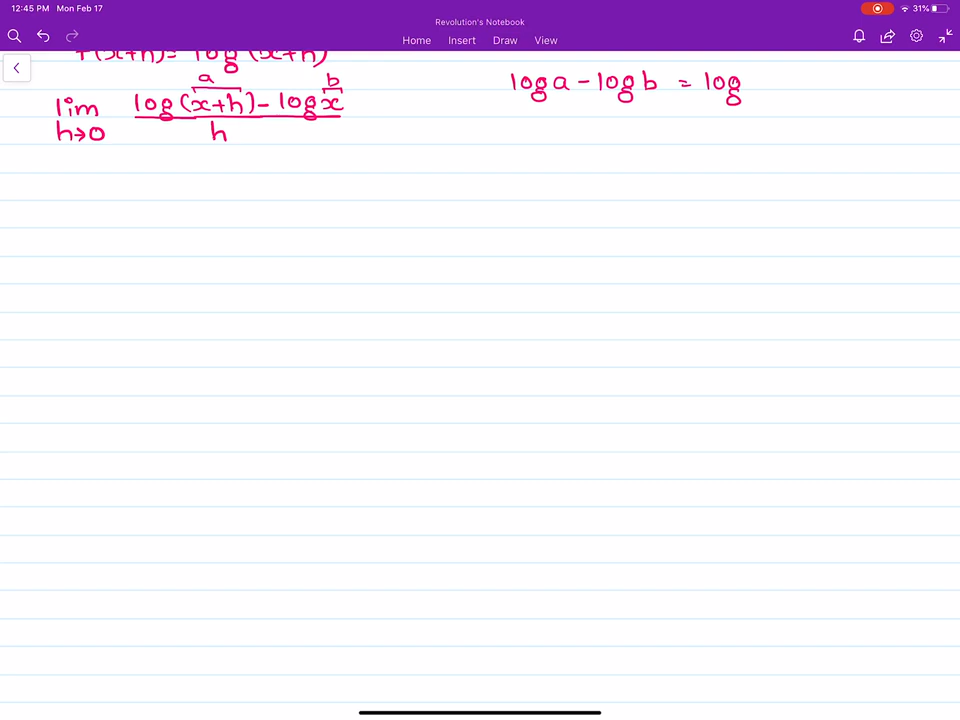 12:45 PM Mon Feb 17
31%
Revolution's Notebook
Home Insert Draw View
f(x+h)= log (x+h)
a b
lim log(x+h) - log x
h→0 h
log a - log b = log